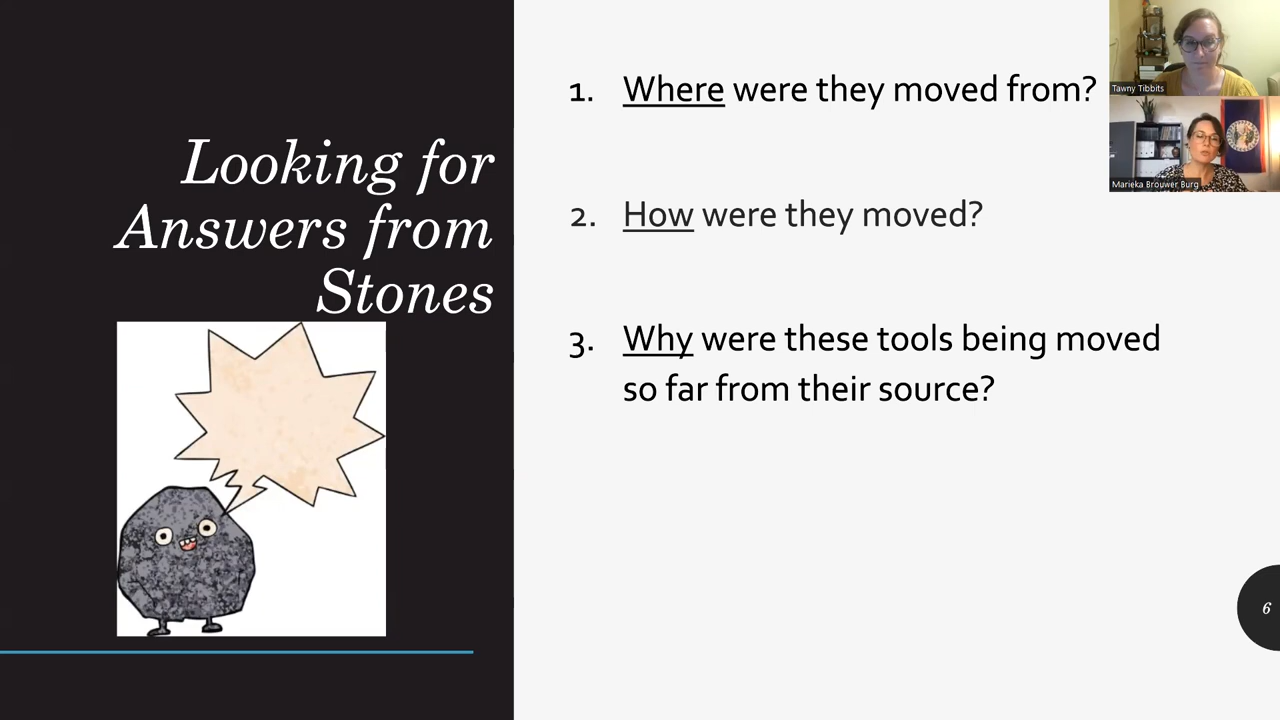 Looking for
Answers from
Stones
1. Where were they moved from?
2. How were they moved?
3. Why were these tools being moved
so far from their source?
Tawny Tibbits
Marieka Brouwer Burg
6